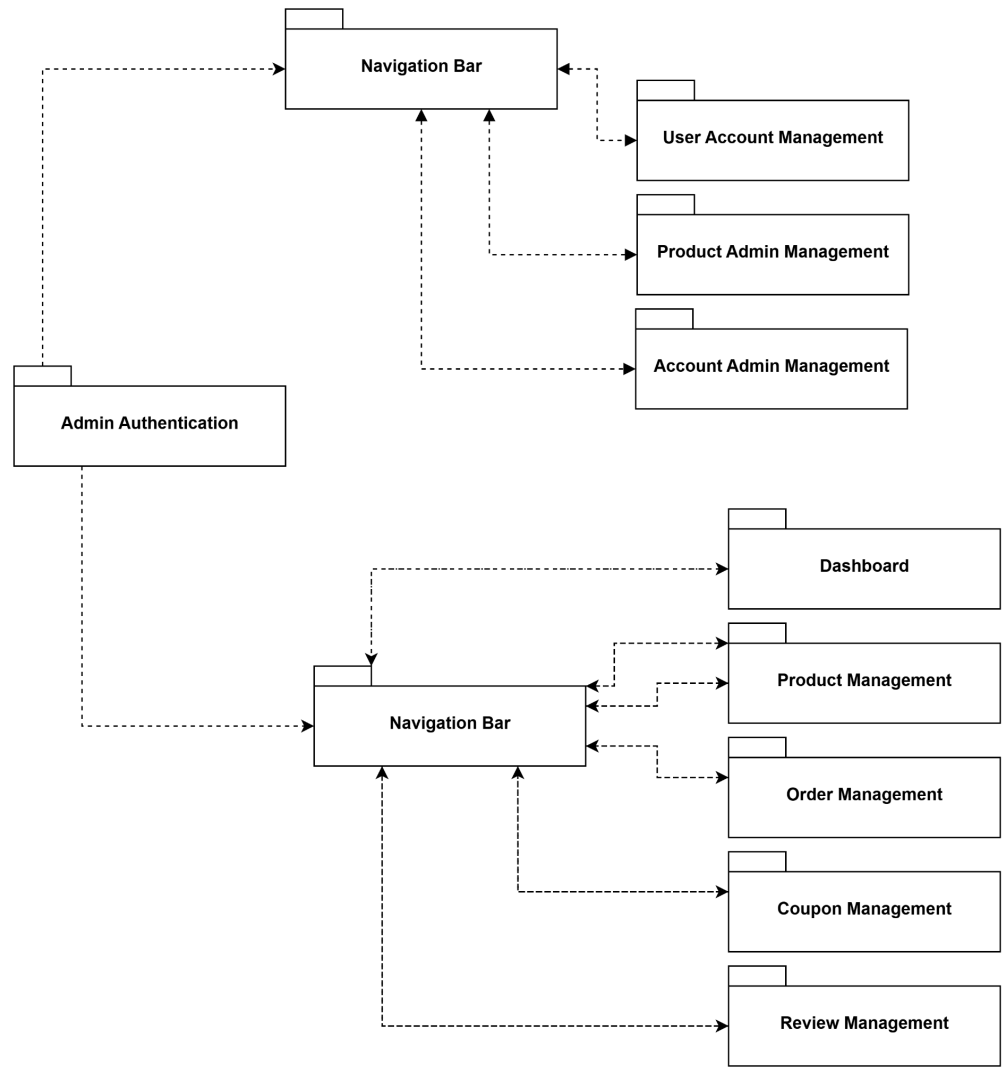 Navigation Bar
User Account Management
Product Admin Management
Account Admin Management
Admin Authentication
Dashboard
Product Management
Navigation Bar
Order Management
Coupon Management
Review Management